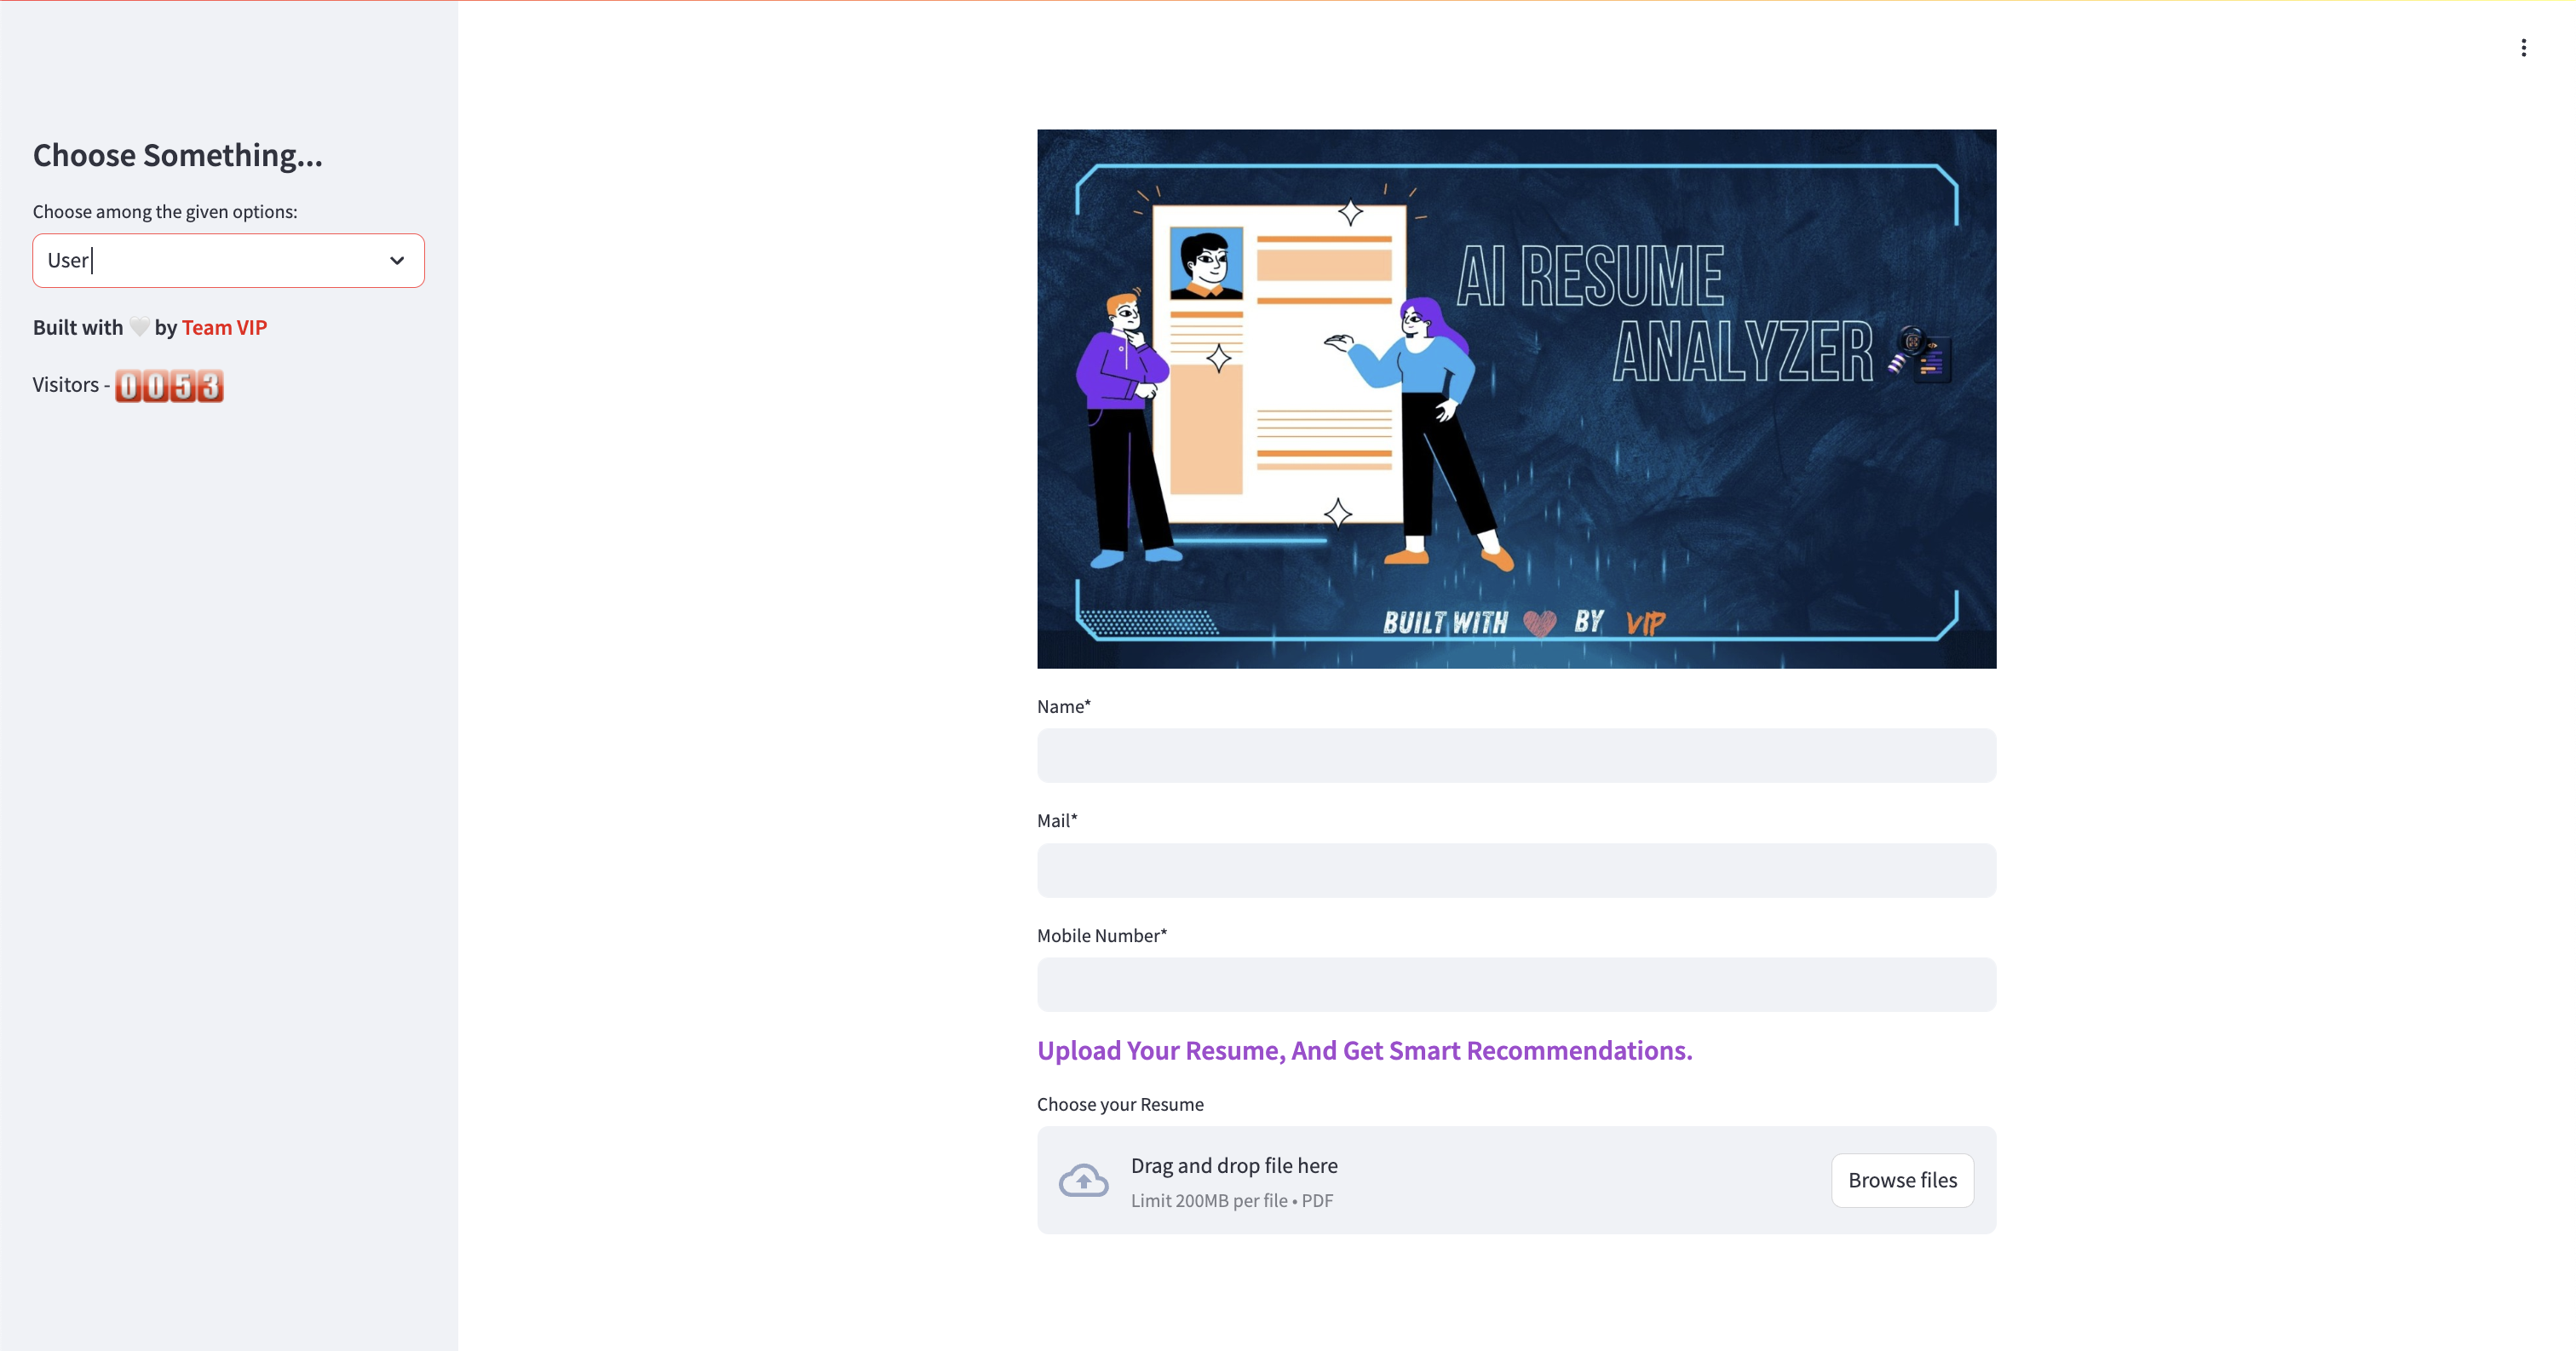 Choose Something...
Choose among the given options:
User
Built with 🤍 by Team VIP
Visitors - 0053
AI RESUME
ANALYZER
BUILT WITH ❤ BY VIP
Name*
Mail*
Mobile Number*
Upload Your Resume, And Get Smart Recommendations.
Choose your Resume
Drag and drop file here
Limit 200MB per file • PDF
Browse files